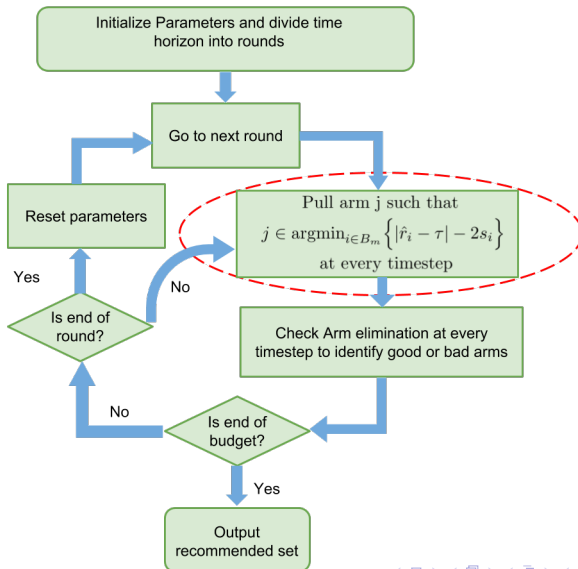 Initialize Parameters and divide time
horizon into rounds
Go to next round
Pull arm j such that
j ∈ argmin_{i∈B_m} {|r̂_i − τ| − 2s_i}
at every timestep
Reset parameters
Yes
No
Is end of
round?
Check Arm elimination at every
timestep to identify good or bad arms
No
Is end of
budget?
Yes
Output
recommended set